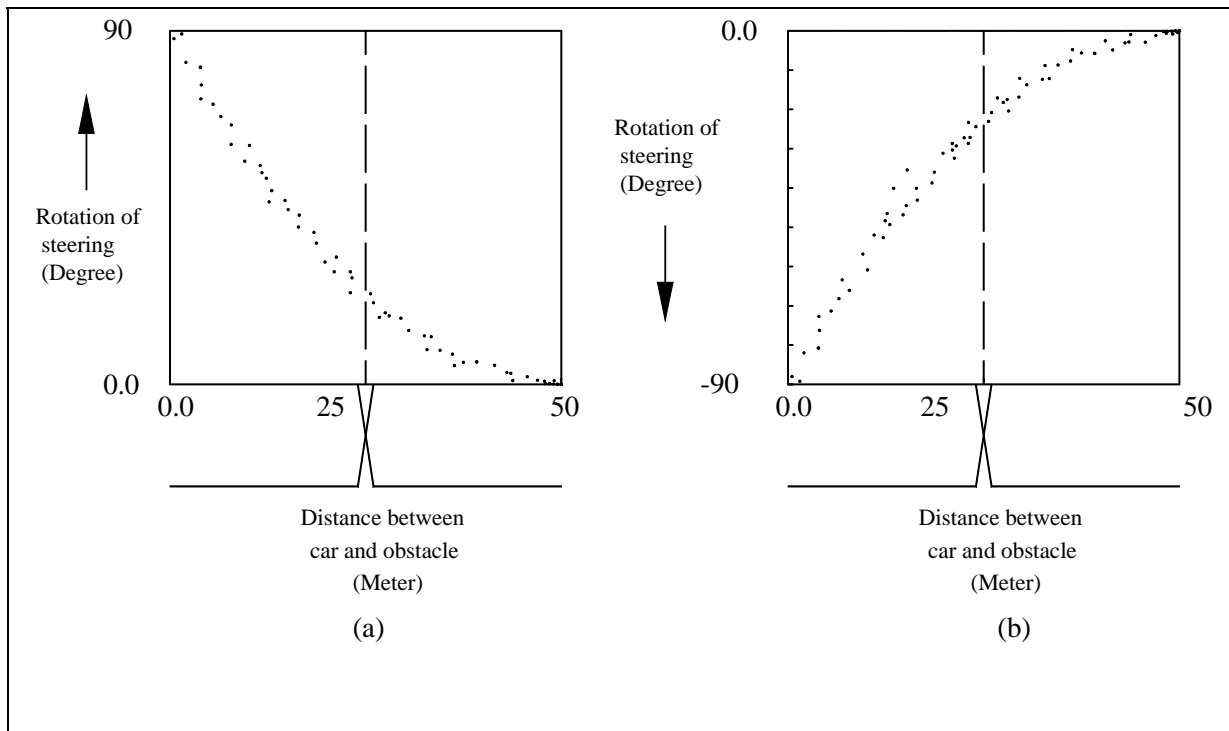 90
Rotation of
steering
(Degree)
0.0
0.0
25
50
Distance between
car and obstacle
(Meter)
(a)
0.0
Rotation of
steering
(Degree)
-90
0.0
25
50
Distance between
car and obstacle
(Meter)
(b)